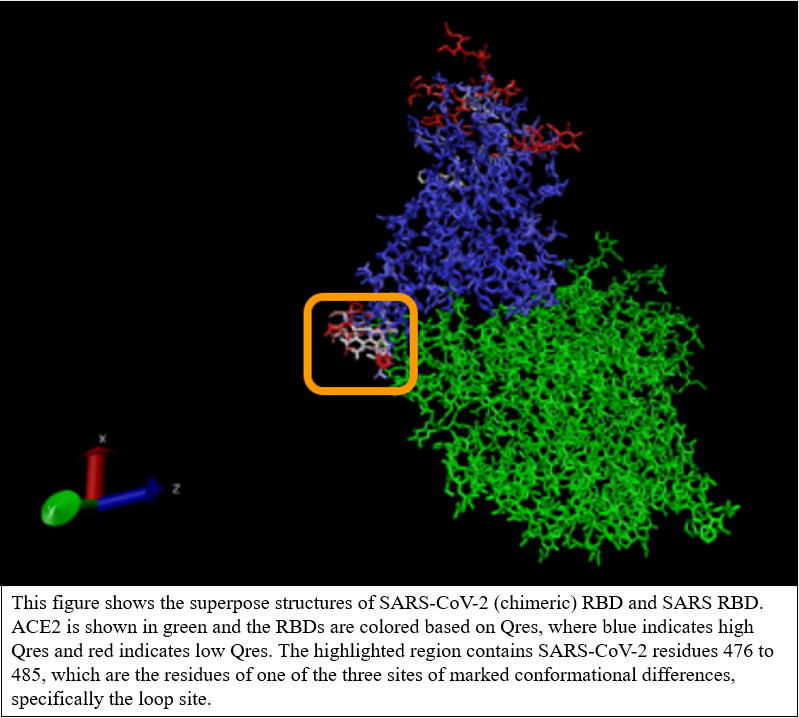 X
Z
Y
This figure shows the superpose structures of SARS-CoV-2 (chimeric) RBD and SARS RBD.
ACE2 is shown in green and the RBDs are colored based on Qres, where blue indicates high
Qres and red indicates low Qres. The highlighted region contains SARS-CoV-2 residues 476 to
485, which are the residues of one of the three sites of marked conformational differences,
specifically the loop site.